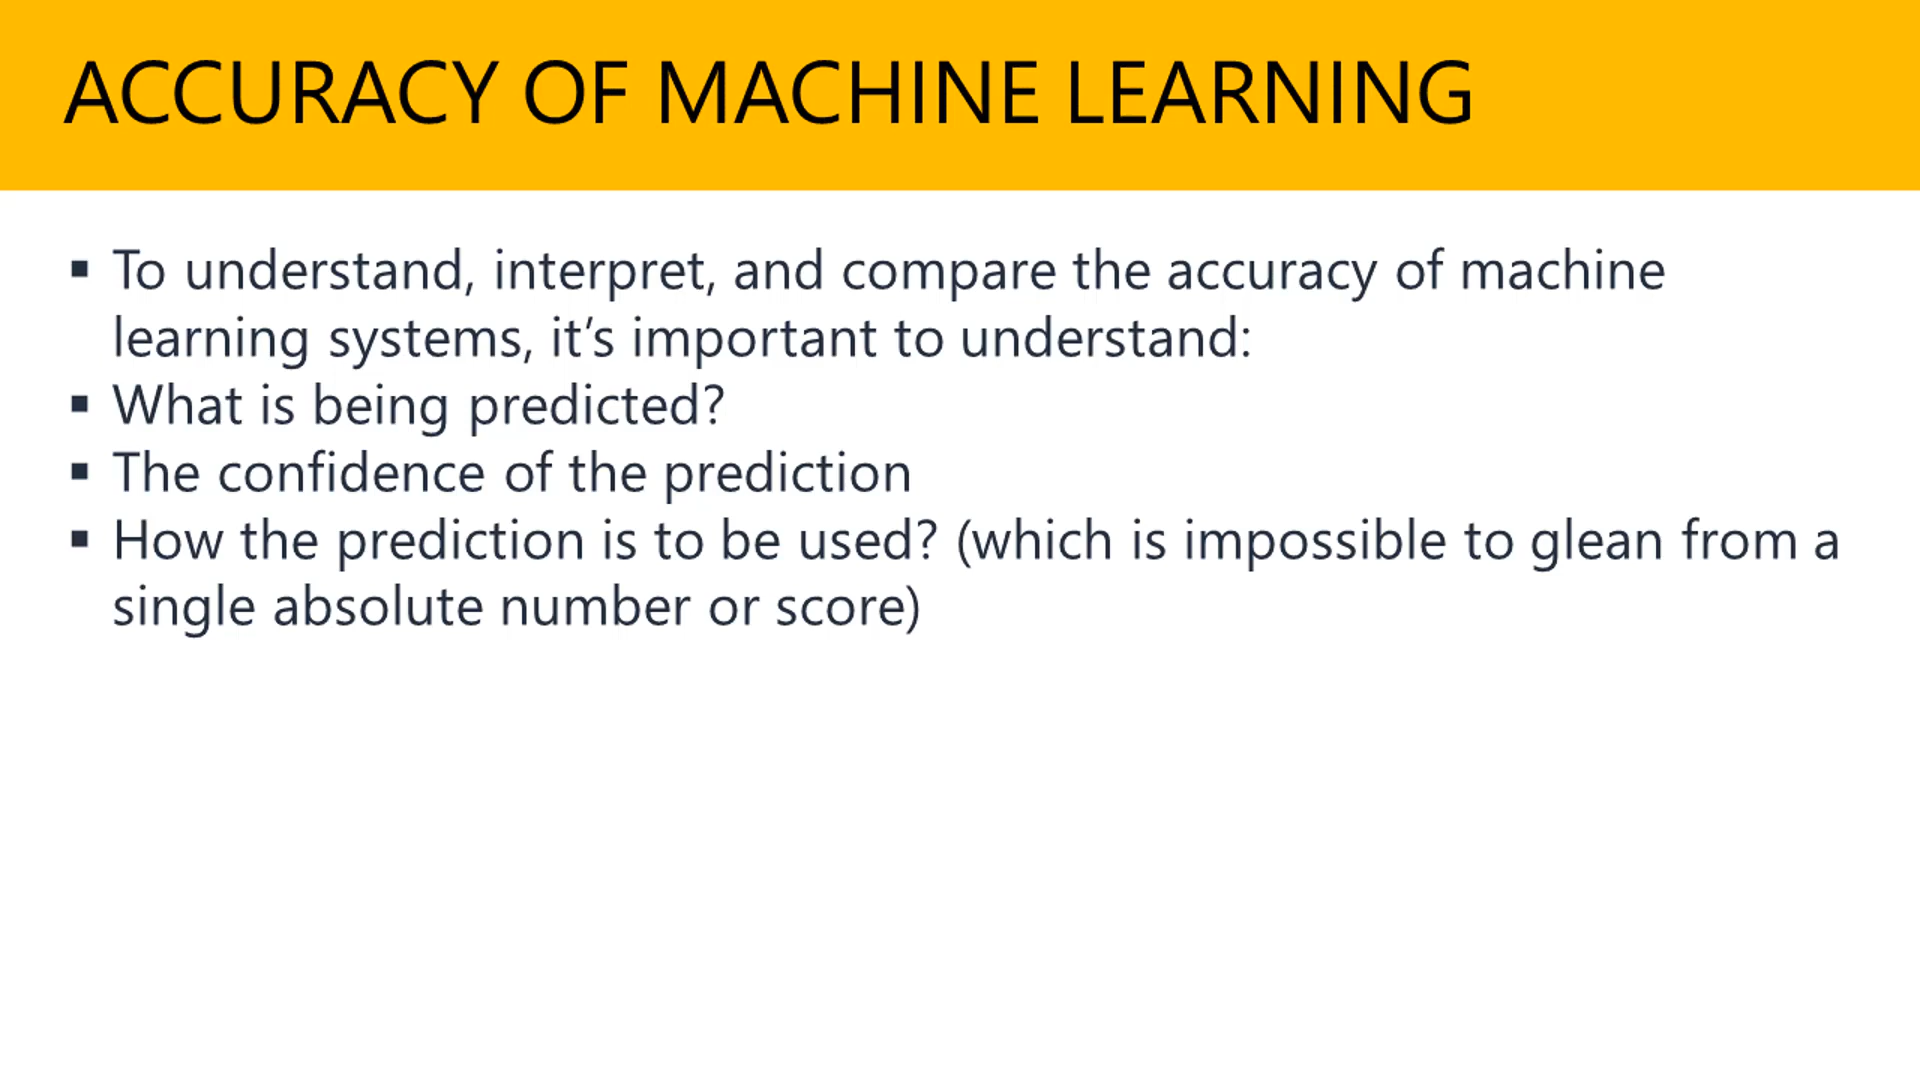 ACCURACY OF MACHINE LEARNING
▪ To understand, interpret, and compare the accuracy of machine
learning systems, it’s important to understand:
▪ What is being predicted?
▪ The confidence of the prediction
▪ How the prediction is to be used? (which is impossible to glean from a
single absolute number or score)